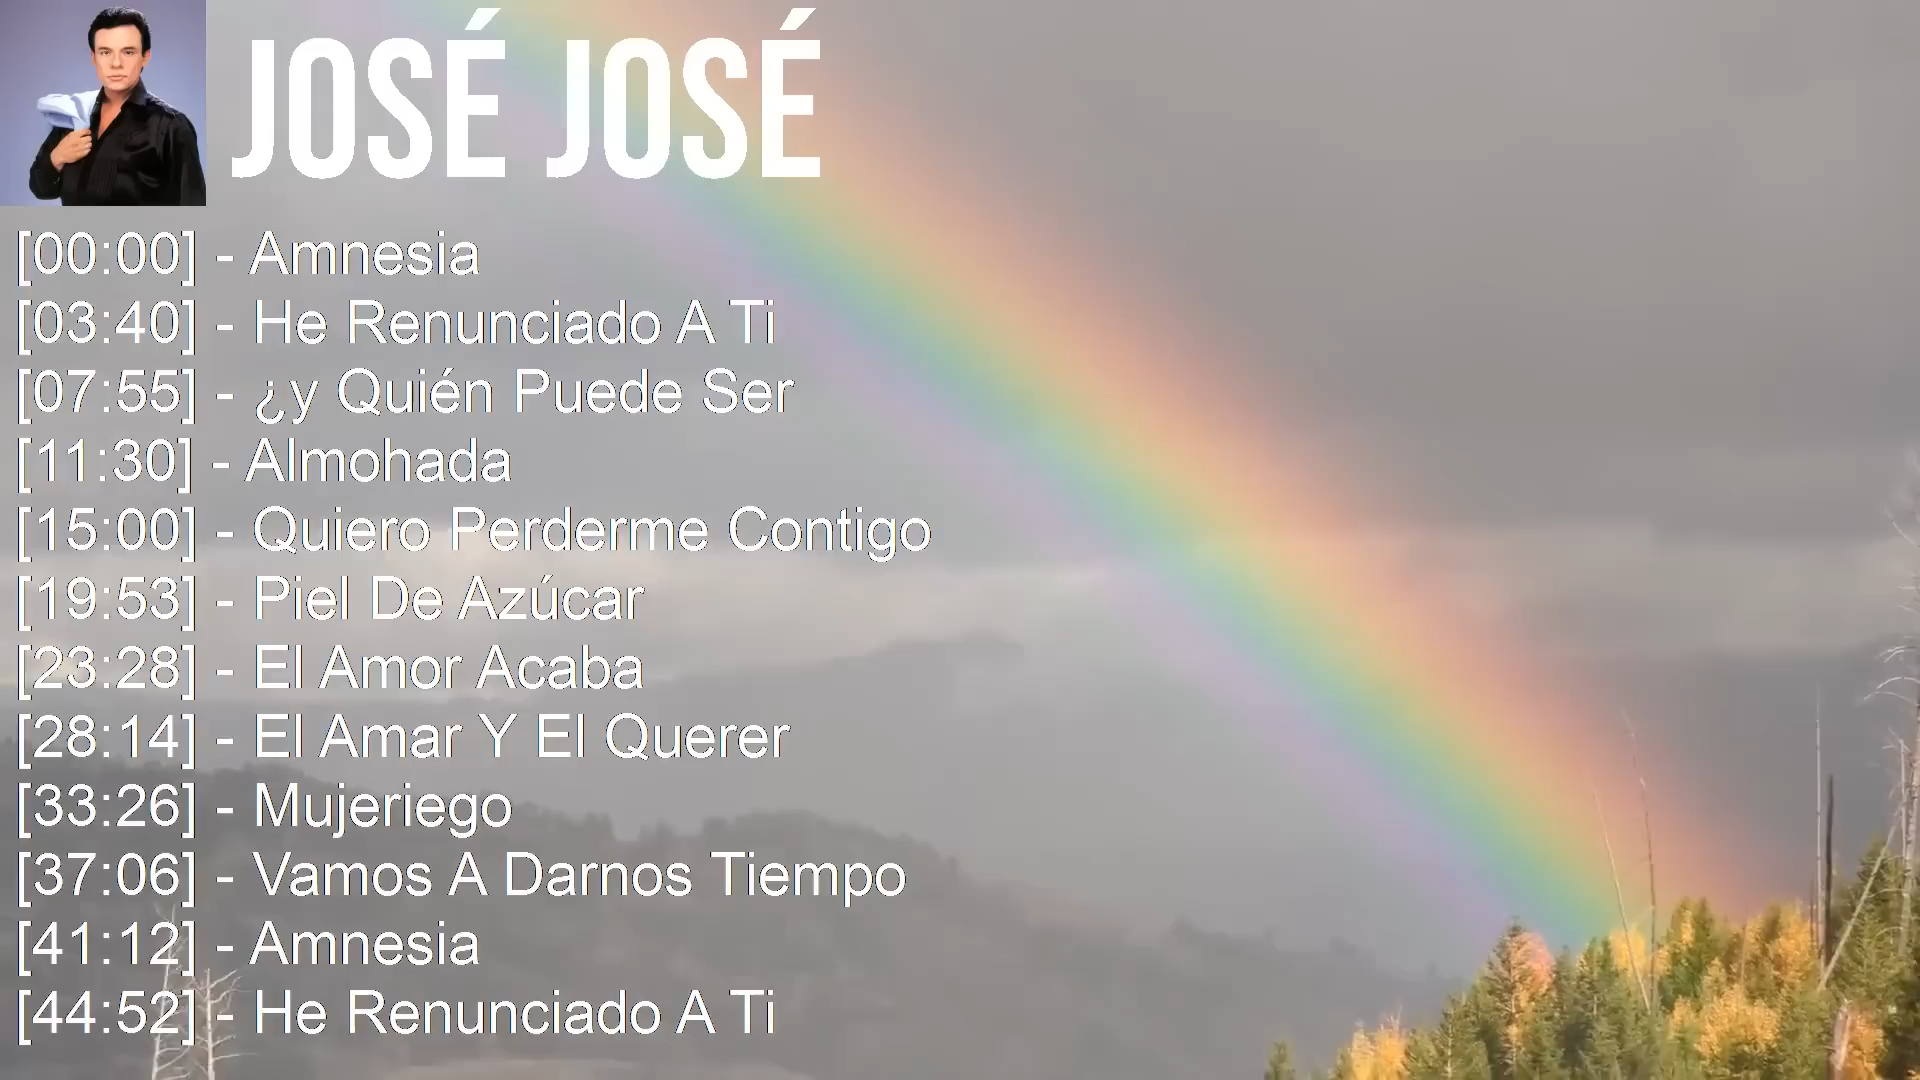 JOSÉ JOSÉ
[00:00] - Amnesia
[03:40] - He Renunciado A Ti
[07:55] - ¿y Quién Puede Ser
[11:30] - Almohada
[15:00] - Quiero Perderme Contigo
[19:53] - Piel De Azúcar
[23:28] - El Amor Acaba
[28:14] - El Amar Y El Querer
[33:26] - Mujeriego
[37:06] - Vamos A Darnos Tiempo
[41:12] - Amnesia
[44:52] - He Renunciado A Ti